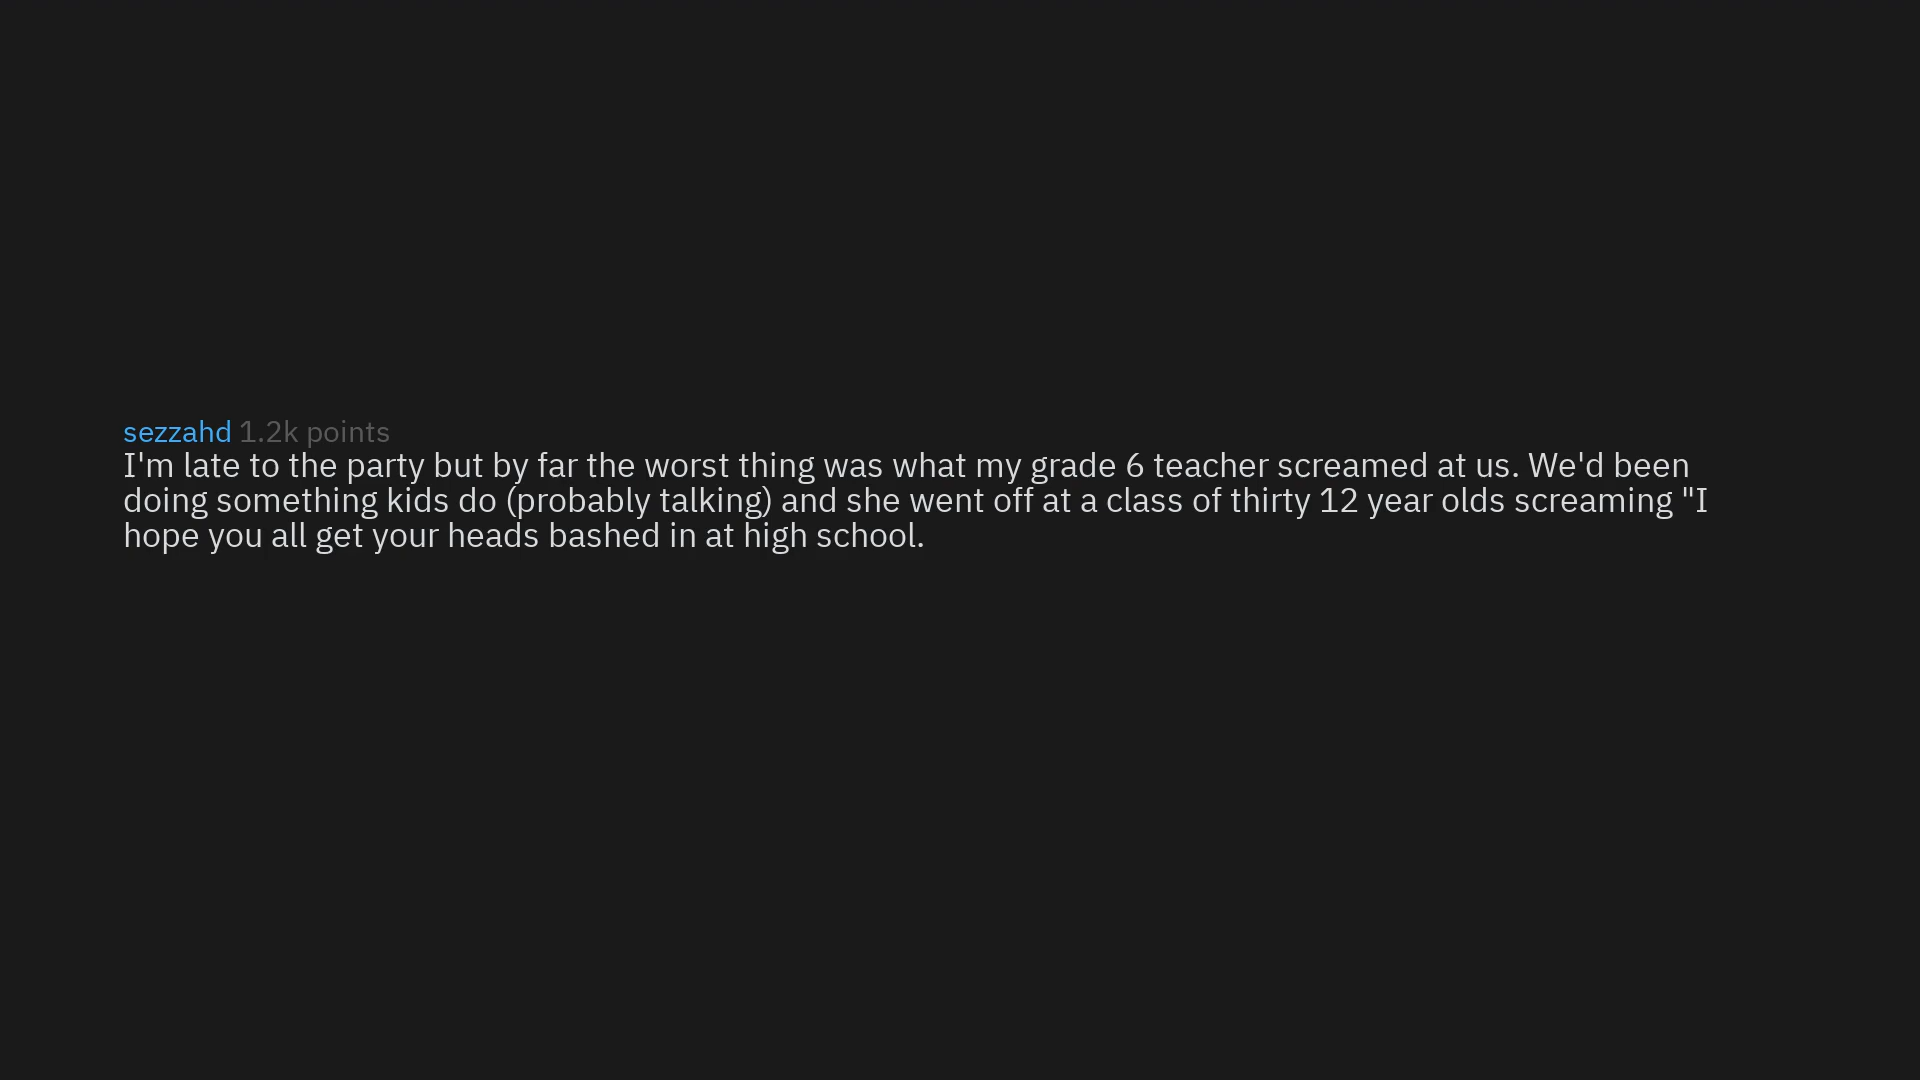 sezzahd 1.2k points
I'm late to the party but by far the worst thing was what my grade 6 teacher screamed at us. We'd been
doing something kids do (probably talking) and she went off at a class of thirty 12 year olds screaming "I
hope you all get your heads bashed in at high school.